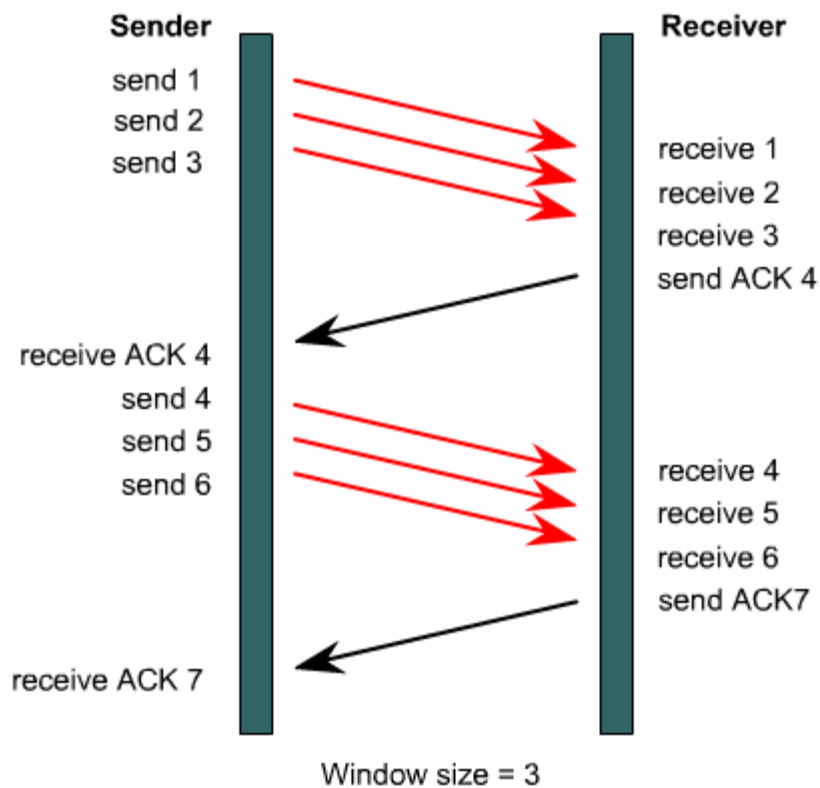 Sender
Receiver
send 1
send 2
send 3
receive 1
receive 2
receive 3
send ACK 4
receive ACK 4
send 4
send 5
send 6
receive 4
receive 5
receive 6
send ACK7
receive ACK 7
Window size = 3